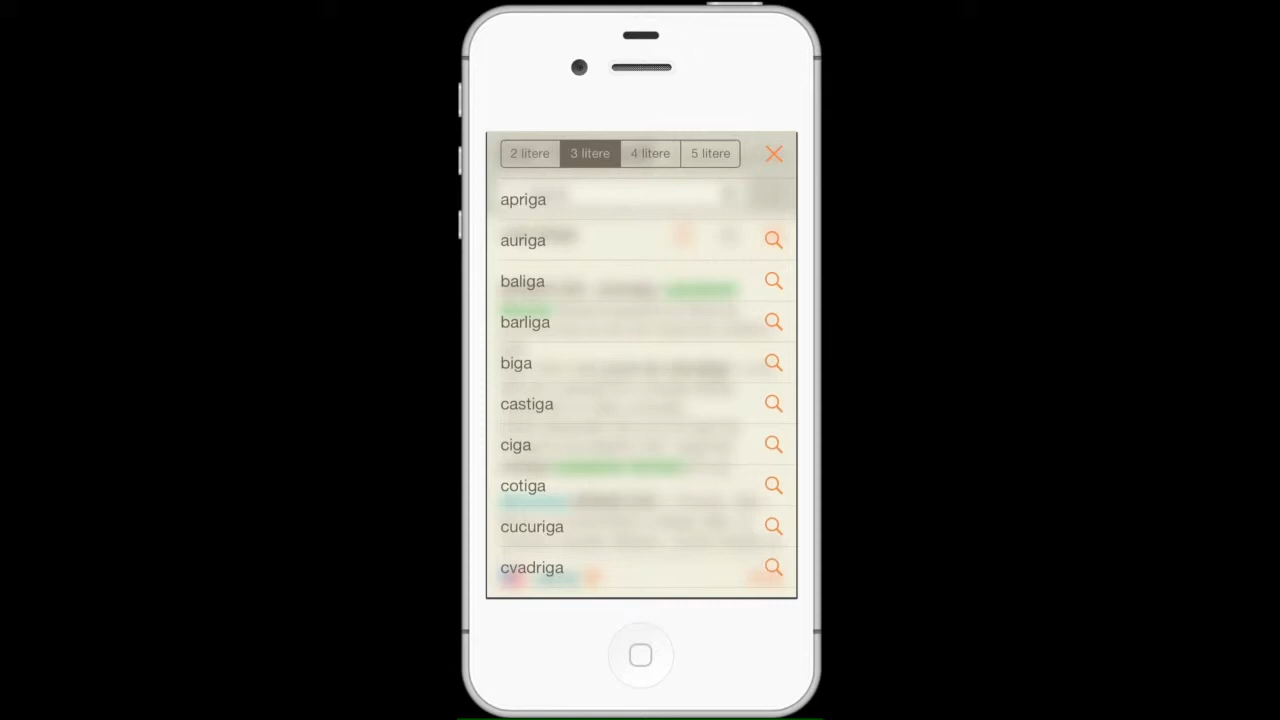 2 litere 3 litere 4 litere 5 litere
apriga
auriga
baliga
barliga
biga
castiga
ciga
cotiga
cucuriga
cvadriga